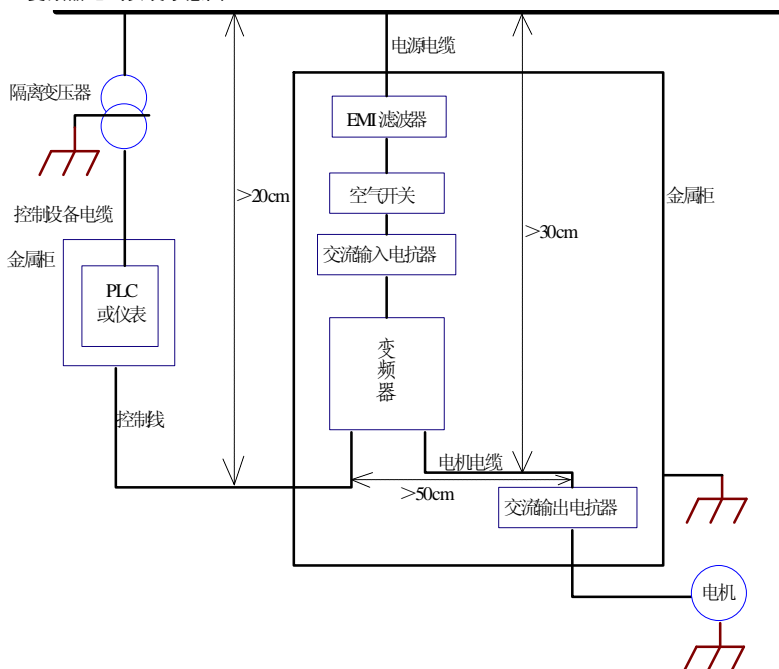 电源电缆
隔离变压器
EMI 滤波器
>20cm
空气开关
金属柜
控制设备电缆
>30cm
金属柜
交流输入电抗器
PLC
或仪表
变
频
器
控制线
电机电缆
>50cm
交流输出电抗器
电机